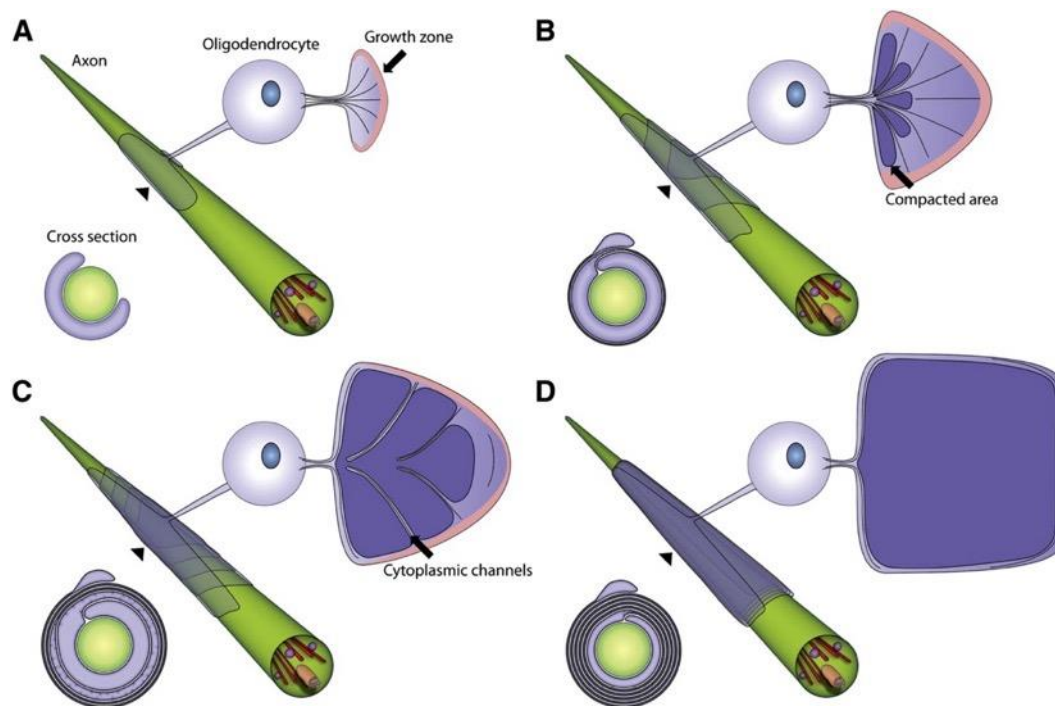 A
Axon
Oligodendrocyte
Growth zone
Cross section
B
Compacted area
C
Cytoplasmic channels
D